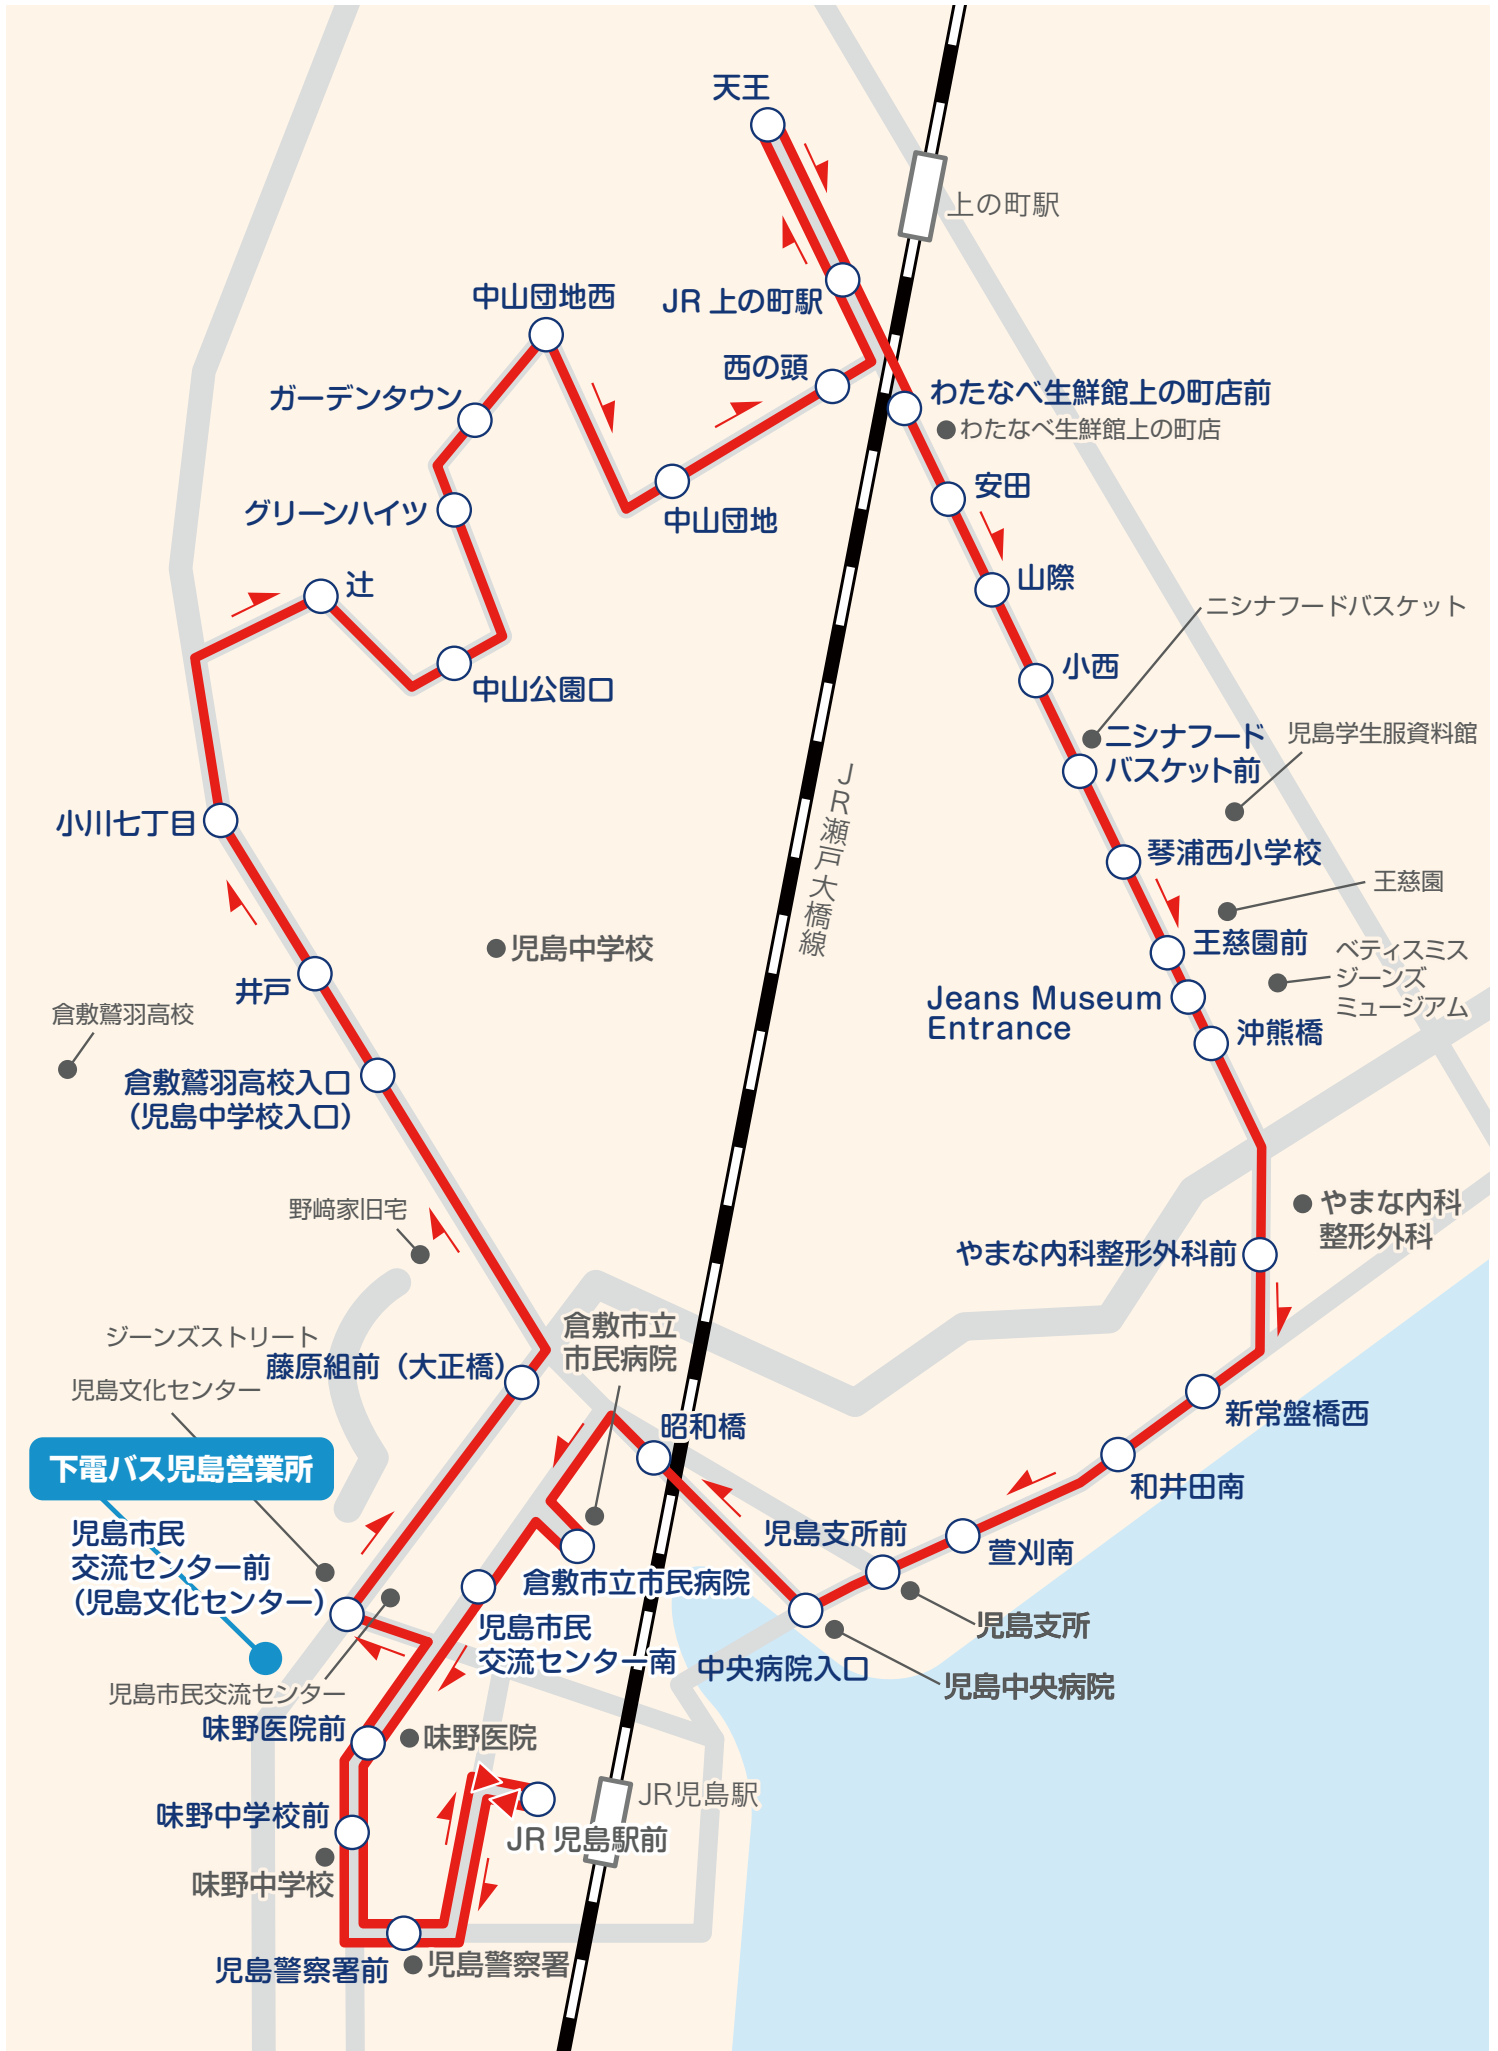 天王
上の町駅
中山団地西
JR 上の町駅
西の頭
ガーデンタウン
わたなべ生鮮館上の町店前
わたなべ生鮮館上の町店
安田
グリーンハイツ
中山団地
山際
辻
ニシナフードバスケット
小西
中山公園口
ニシナフード
バスケット前
児島学生服資料館
JR瀬戸大橋線
小川七丁目
琴浦西小学校
王慈園
児島中学校
王慈園前
ベティスミス
ジーンズ
ミュージアム
井戸
Jeans Museum
Entrance
倉敷鷲羽高校
沖熊橋
倉敷鷲羽高校入口
（児島中学校入口）
野﨑家旧宅
やまな内科
整形外科
やまな内科整形外科前
ジーンズストリート
倉敷市立
市民病院
藤原組前（大正橋）
児島文化センター
昭和橋
新常盤橋西
下電バス児島営業所
和井田南
児島市民
交流センター前
（児島文化センター）
児島支所前
萱刈南
倉敷市立市民病院
児島市民
交流センター南
児島支所
中央病院入口
児島中央病院
児島市民交流センター
味野医院前
味野医院
JR児島駅
味野中学校前
JR 児島駅前
味野中学校
児島警察署前
児島警察署